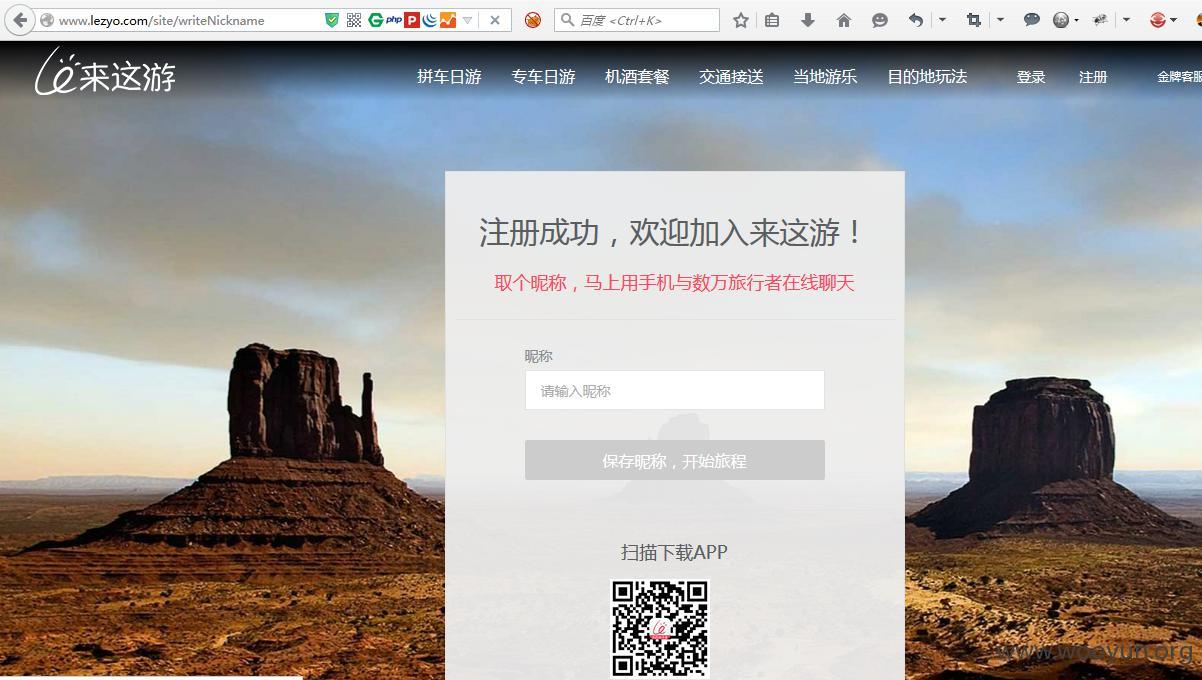 www.lezyo.com/site/writeNickname
php
百度 <Ctrl+K>
来这游
拼车日游 专车日游 机酒套餐 交通接送 当地游乐 目的地玩法 登录 注册 金牌客服
注册成功，欢迎加入来这游！
取个昵称，马上用手机与数万旅行者在线聊天
昵称
请输入昵称
保存昵称，开始旅程
扫描下载APP
www.wooyun.org